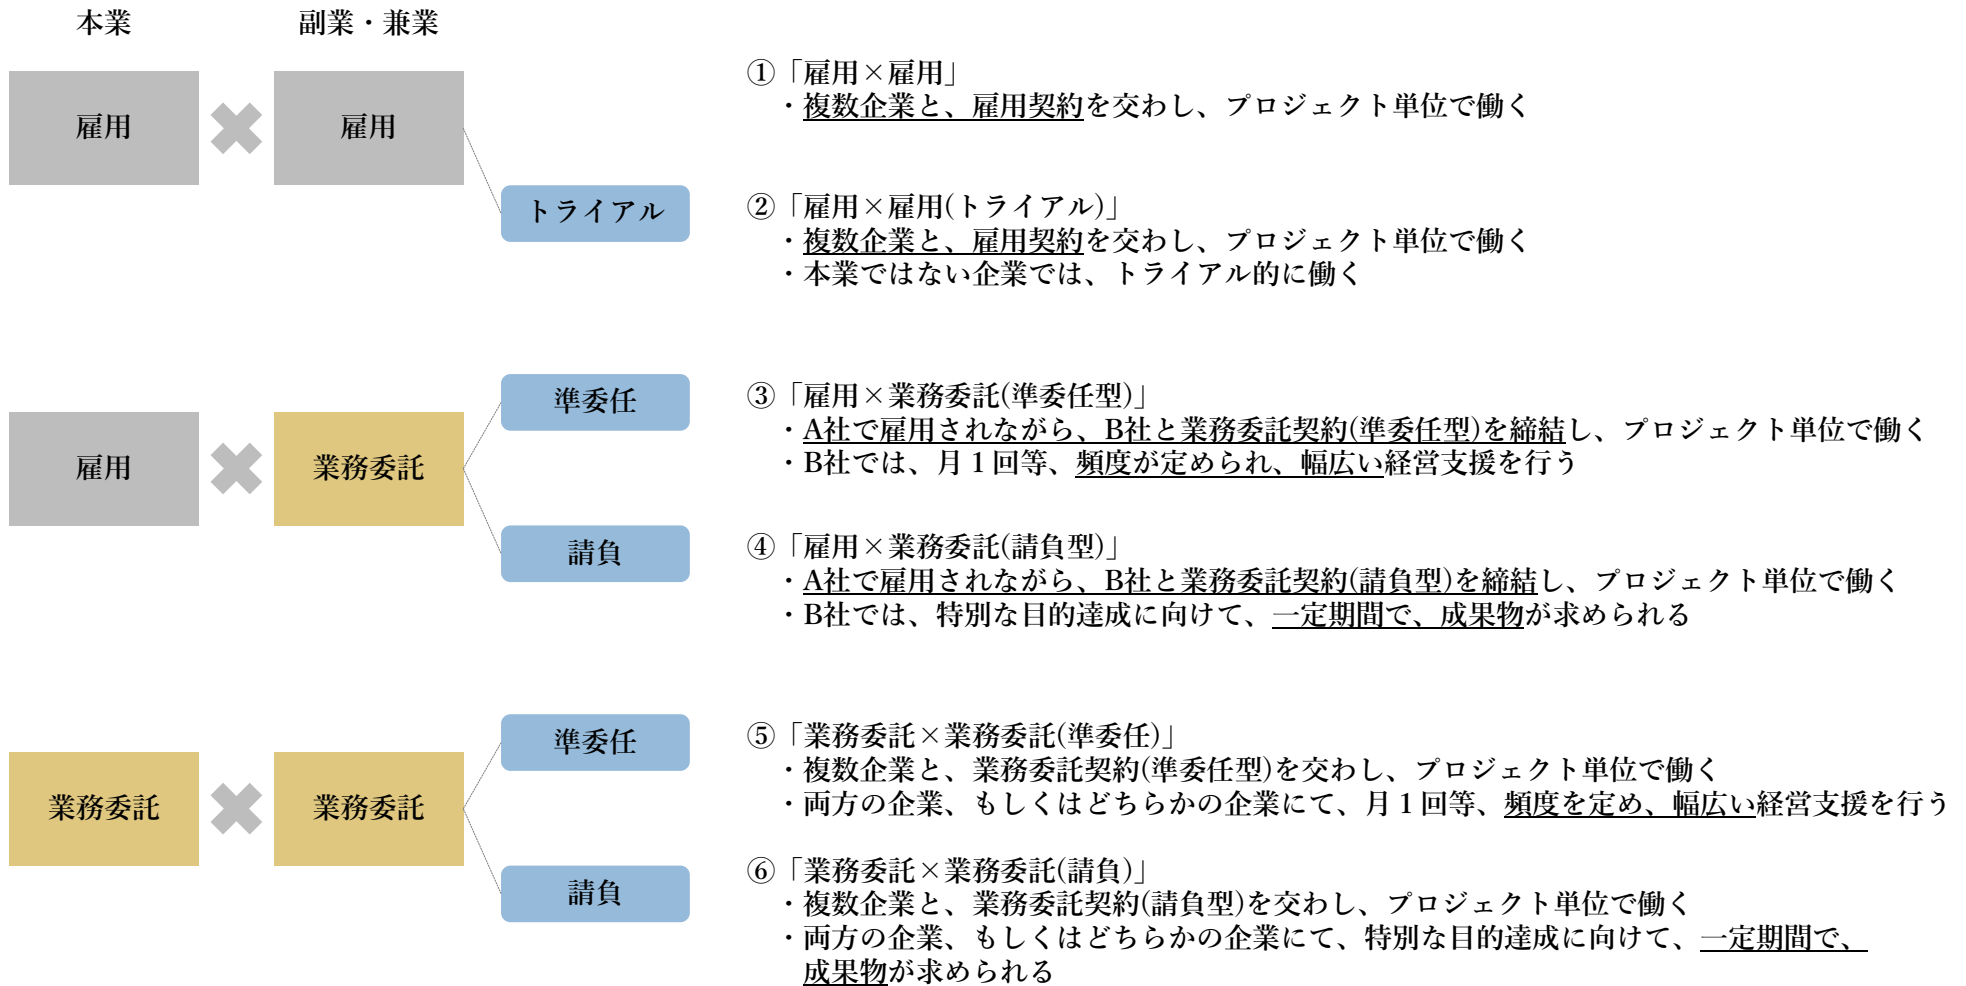 本業
副業・兼業
雇用
雇用
トライアル
①「雇用×雇用」
・複数企業と、雇用契約を交わし、プロジェクト単位で働く
②「雇用×雇用(トライアル)」
・複数企業と、雇用契約を交わし、プロジェクト単位で働く
・本業ではない企業では、トライアル的に働く
雇用
業務委託
準委任
請負
③「雇用×業務委託(準委任型)」
・A社で雇用されながら、B社と業務委託契約(準委任型)を締結し、プロジェクト単位で働く
・B社では、月１回等、頻度が定められ、幅広い経営支援を行う
④「雇用×業務委託(請負型)」
・A社で雇用されながら、B社と業務委託契約(請負型)を締結し、プロジェクト単位で働く
・B社では、特別な目的達成に向けて、一定期間で、成果物が求められる
業務委託
業務委託
準委任
請負
⑤「業務委託×業務委託(準委任)」
・複数企業と、業務委託契約(準委任型)を交わし、プロジェクト単位で働く
・両方の企業、もしくはどちらかの企業にて、月１回等、頻度を定め、幅広い経営支援を行う
⑥「業務委託×業務委託(請負)」
・複数企業と、業務委託契約(請負型)を交わし、プロジェクト単位で働く
・両方の企業、もしくはどちらかの企業にて、特別な目的達成に向けて、一定期間で、
成果物が求められる